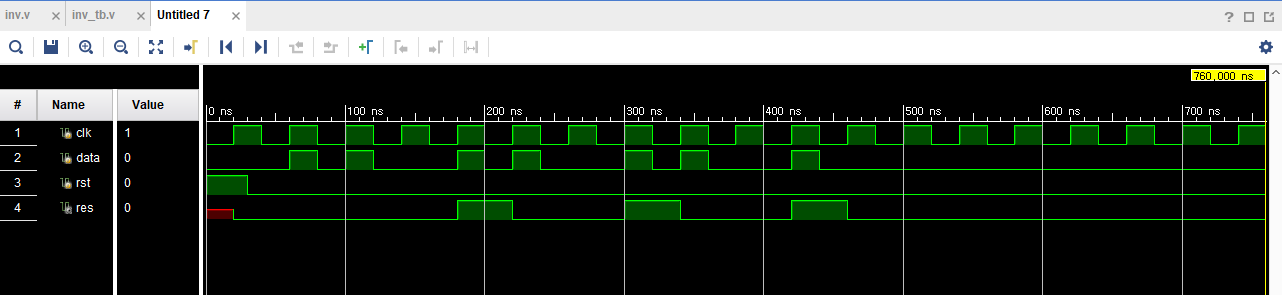 inv.v × inv_tb.v × Untitled 7 ×
760,000 ns
# Name Value
0 ns 100 ns 200 ns 300 ns 400 ns 500 ns 600 ns 700 ns
1 clk 1
2 data 0
3 rst 0
4 res 0